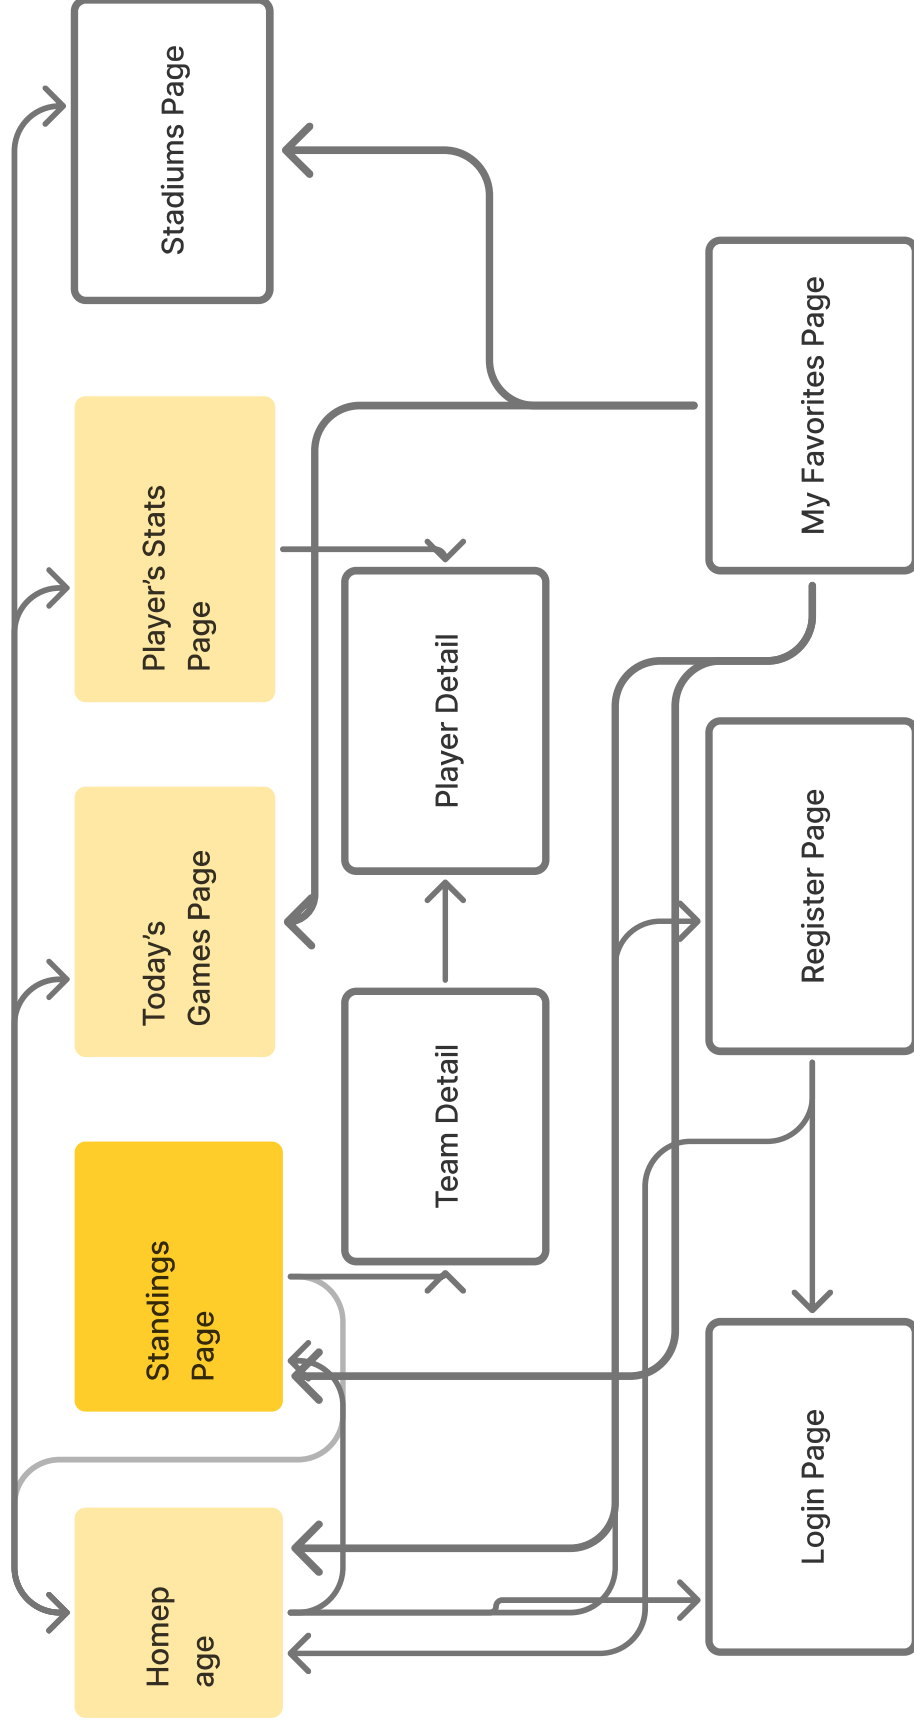 Homep
age
Standings
Page
Today's
Games Page
Player's Stats
Page
Stadiums Page
Team Detail
Player Detail
Login Page
Register Page
My Favorites Page